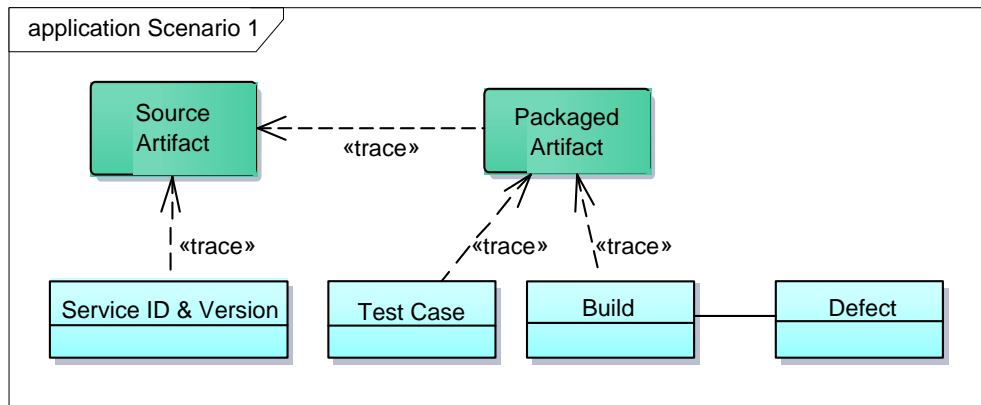 application Scenario 1
Source
Artifact
Packaged
Artifact
«trace»
«trace»
«trace»
«trace»
Service ID & Version
Test Case
Build
Defect